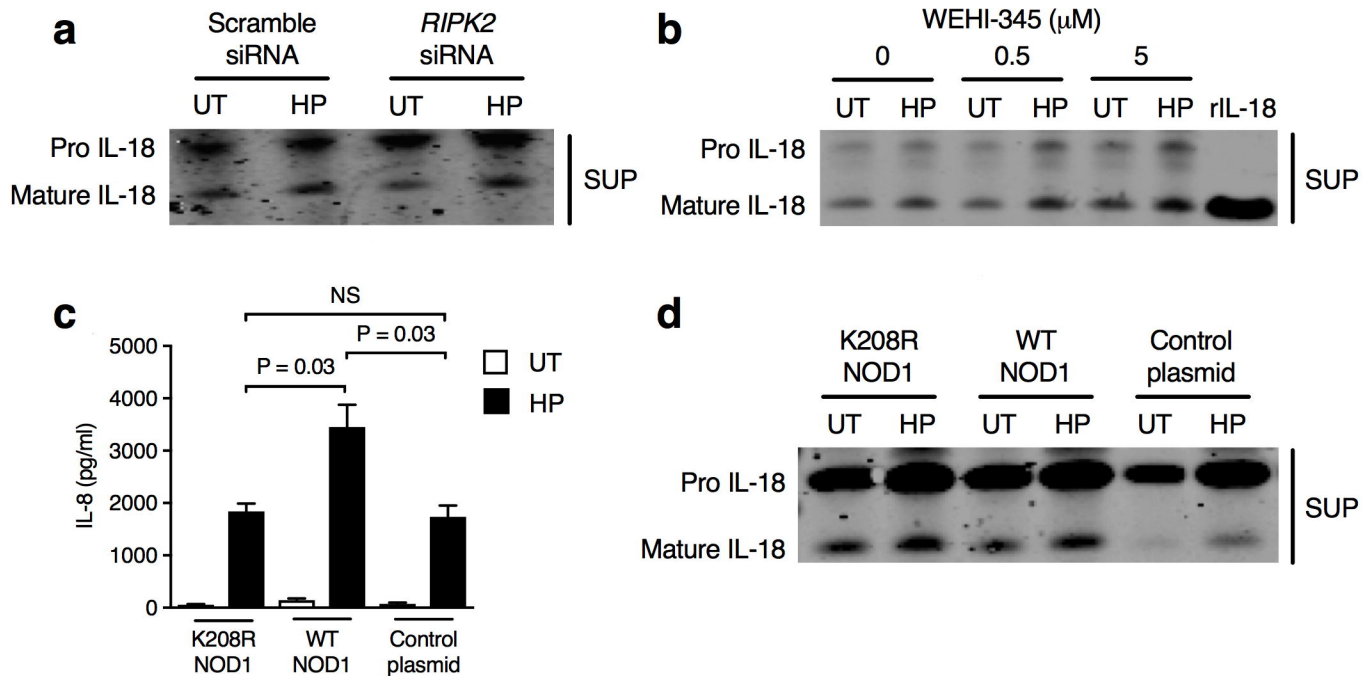 a
Scramble
siRNA
RIPK2
siRNA
UT HP UT HP
Pro IL-18
Mature IL-18
SUP
b
WEHI-345 (μM)
0 0.5 5
UT HP UT HP UT HP rIL-18
Pro IL-18
Mature IL-18
SUP
c
NS
P = 0.03
P = 0.03
IL-8 (pg/ml)
5000
4000
3000
2000
1000
0
UT
HP
K208R
NOD1
WT
NOD1
Control
plasmid
d
K208R
NOD1
WT
NOD1
Control
plasmid
UT HP UT HP UT HP
Pro IL-18
Mature IL-18
SUP